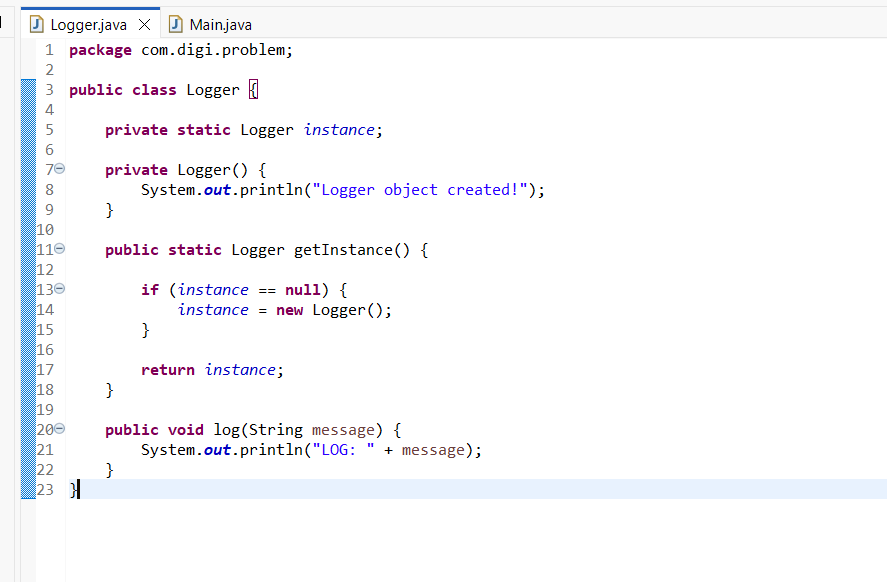 Logger.java Main.java
1 package com.digi.problem;
2
3 public class Logger {
4
5     private static Logger instance;
6
7     private Logger() {
8         System.out.println("Logger object created!");
9     }
10
11     public static Logger getInstance() {
12
13         if (instance == null) {
14             instance = new Logger();
15         }
16
17         return instance;
18     }
19
20     public void log(String message) {
21         System.out.println("LOG: " + message);
22     }
23 }